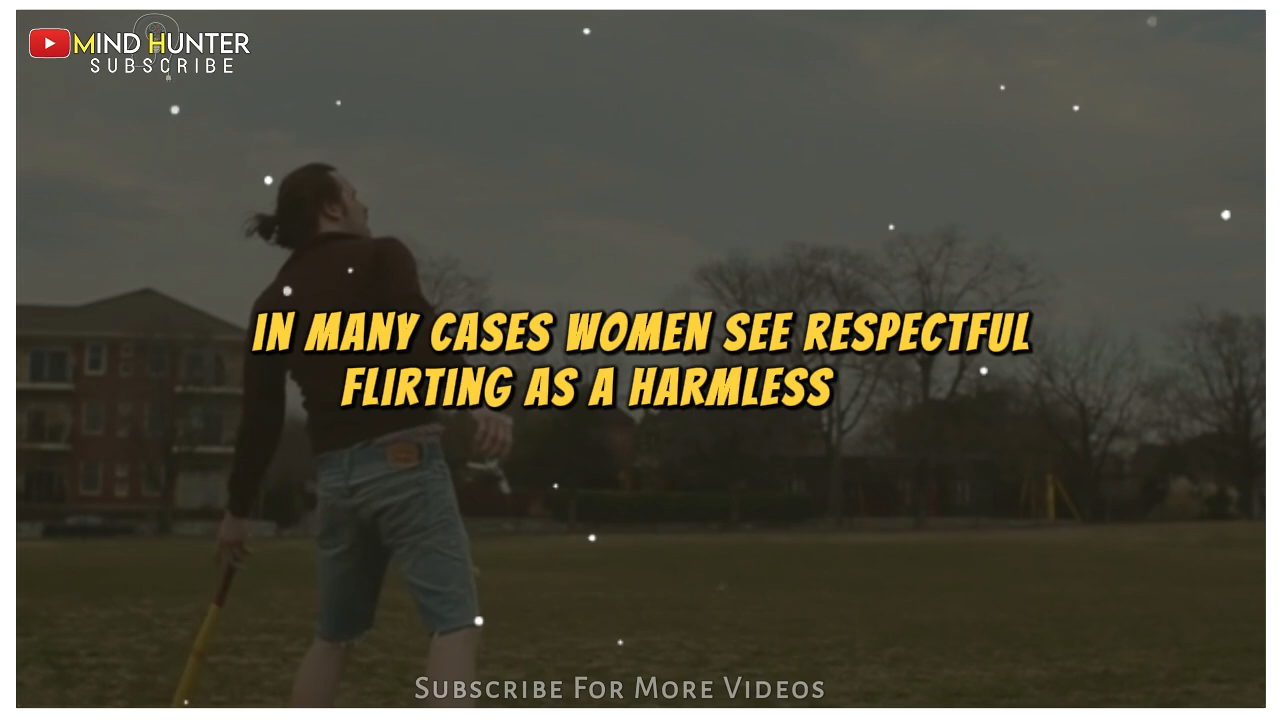 MIND HUNTER
SUBSCRIBE
IN MANY CASES WOMEN SEE RESPECTFUL
FLIRTING AS A HARMLESS
SUBSCRIBE FOR MORE VIDEOS